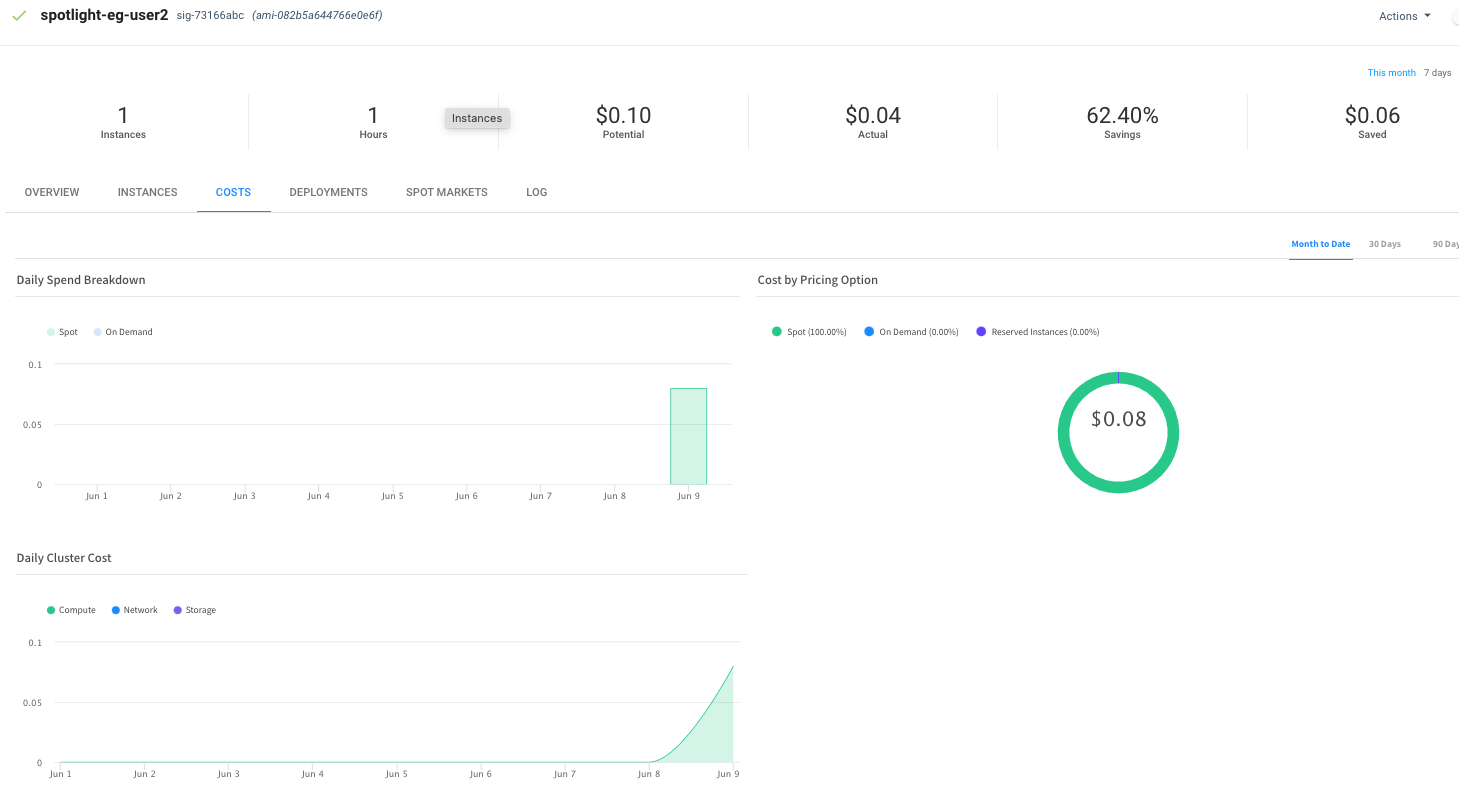 spotlight-eg-user2 sig-73166abc (ami-082b5a644766e0e6f) Actions
This month 7 days
1 1 $0.10 $0.04 62.40% $0.06
Instances Hours Instances Potential Actual Savings Saved
OVERVIEW INSTANCES COSTS DEPLOYMENTS SPOT MARKETS LOG
Month to Date 30 Days 90 Day
Daily Spend Breakdown
Spot On Demand
0.1
0.05
0
Jun 1 Jun 2 Jun 3 Jun 4 Jun 5 Jun 6 Jun 7 Jun 8 Jun 9
Cost by Pricing Option
Spot (100.00%) On Demand (0.00%) Reserved Instances (0.00%)
$0.08
Daily Cluster Cost
Compute Network Storage
0.1
0.05
0
Jun 1 Jun 2 Jun 3 Jun 4 Jun 5 Jun 6 Jun 7 Jun 8 Jun 9